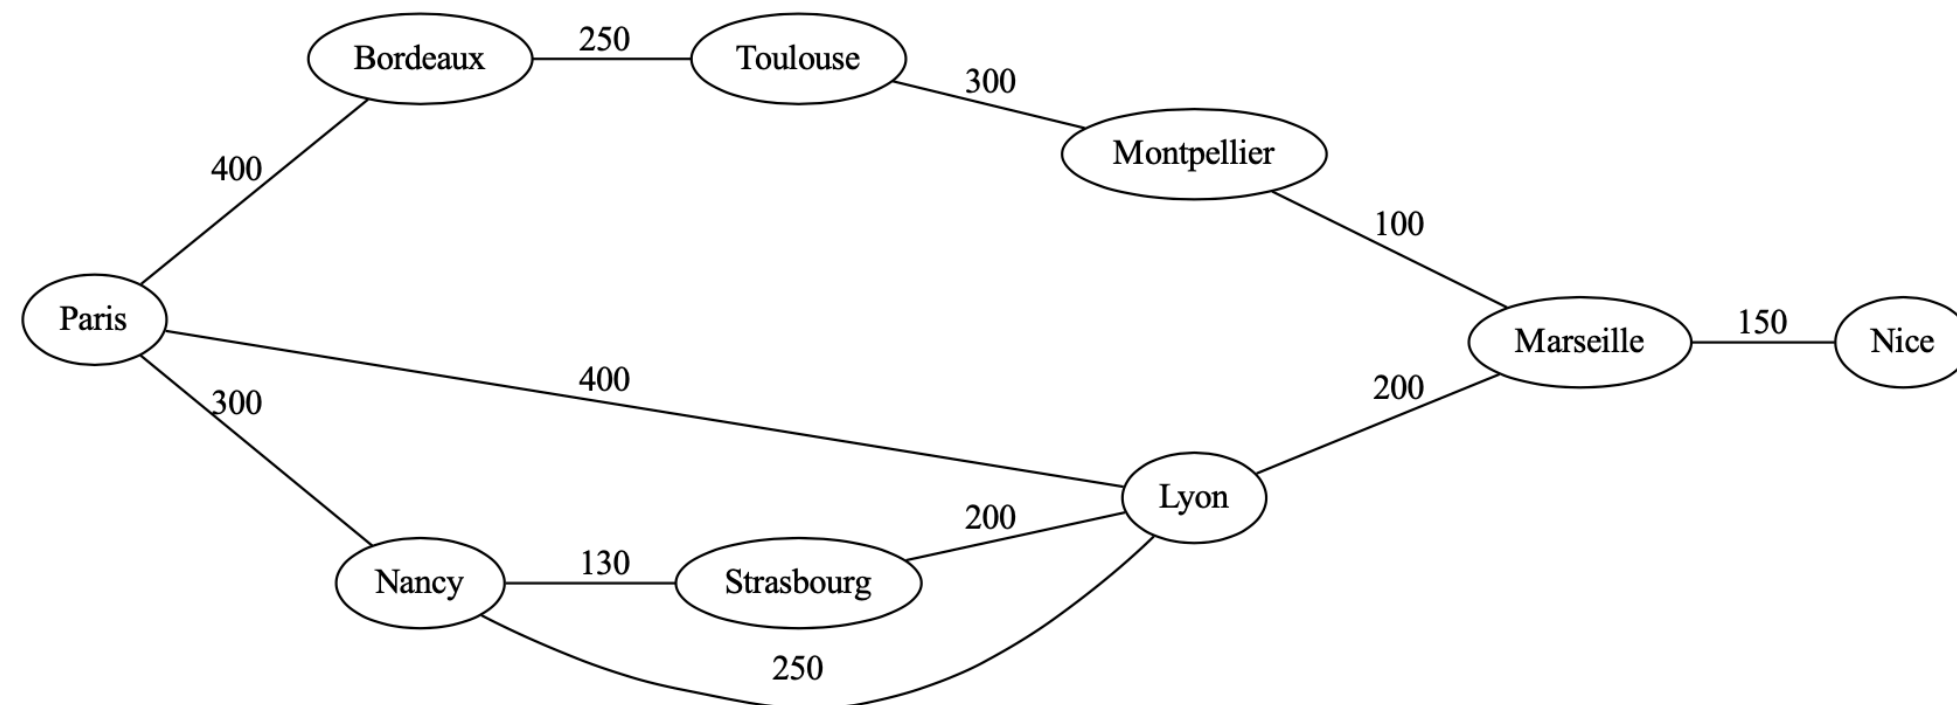 250
Bordeaux
Toulouse
300
Montpellier
400
100
Paris
150
Marseille
Nice
400
200
300
Lyon
200
130
Nancy
Strasbourg
250